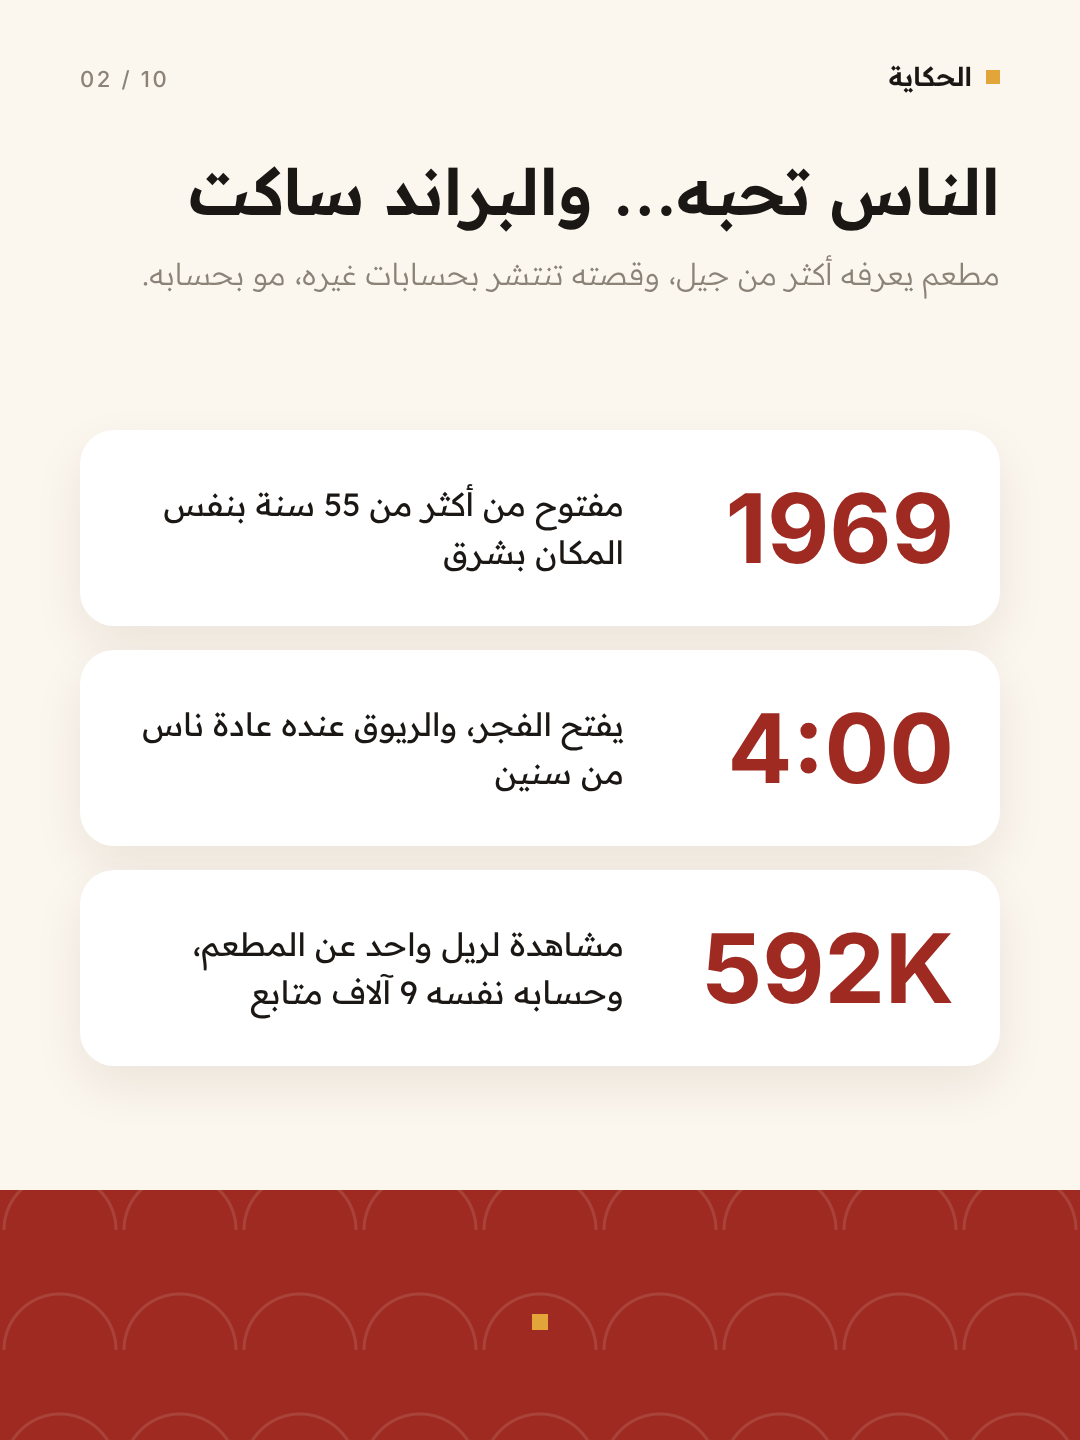 الحكاية
02 / 10
الناس تحبه... والبراند ساكت
مطعم يعرفه أكثر من جيل، وقصته تنتشر بحسابات غيره، مو بحسابه.
1969
مفتوح من أكثر من 55 سنة بنفس
المكان بشرق
4:00
يفتح الفجر، والريوق عنده عادة ناس
من سنين
592K
مشاهدة لريل واحد عن المطعم،
وحسابه نفسه 9 آلاف متابع